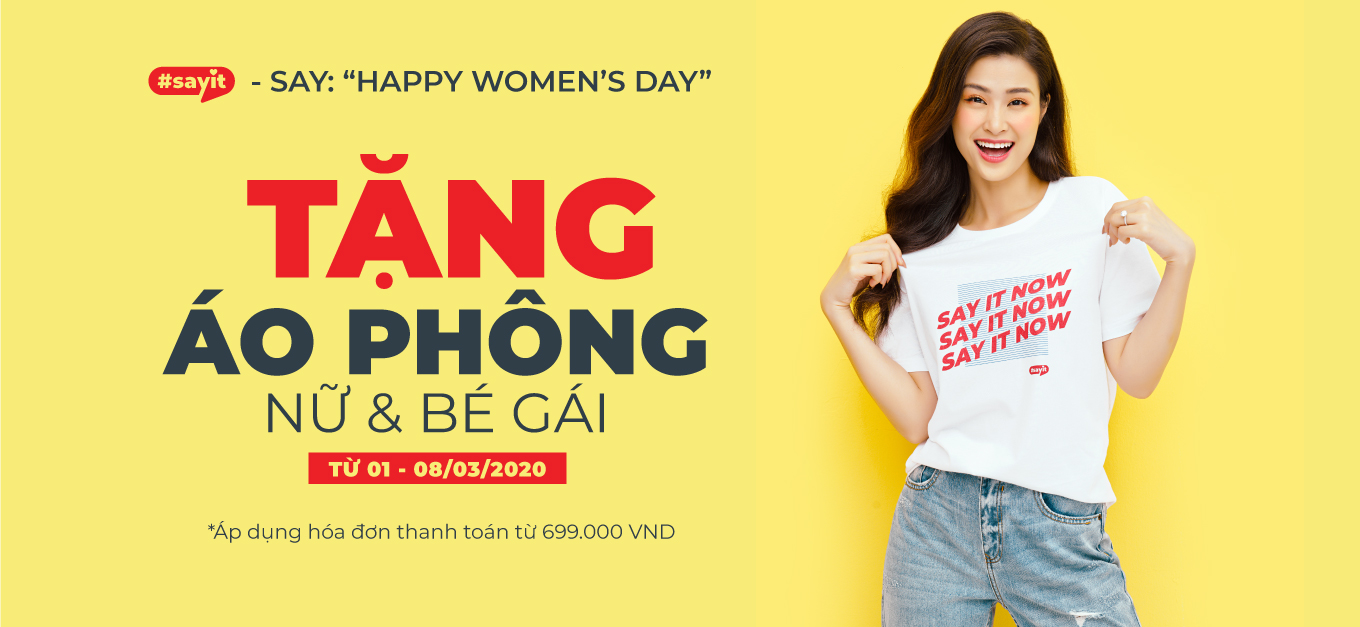 #sayit - SAY: “HAPPY WOMEN’S DAY”
TẶNG
ÁO PHÔNG
NỮ & BÉ GÁI
TỪ 01 - 08/03/2020
*Áp dụng hóa đơn thanh toán từ 699.000 VND
SAY IT NOW
SAY IT NOW
SAY IT NOW
#sayit